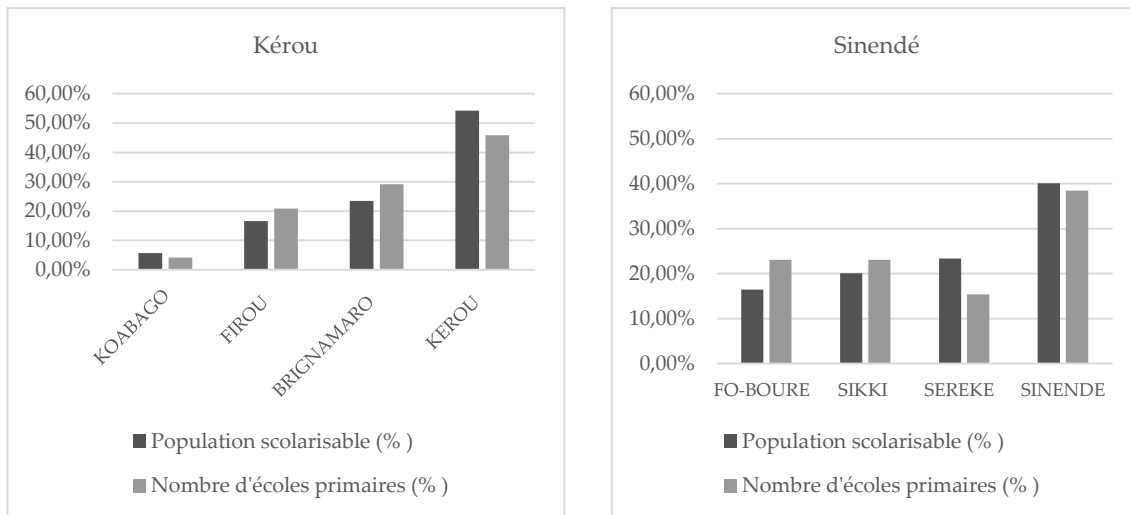 Kérou
60,00%
50,00%
40,00%
30,00%
20,00%
10,00%
0,00%
KOABAGO
FIROU
BRIGNAMARO
KEROU
Population scolarisable (% )
Nombre d'écoles primaires (% )
Sinendé
60,00%
50,00%
40,00%
30,00%
20,00%
10,00%
0,00%
FO-BOURE
SIKKI
SEREKE
SINENDE
Population scolarisable (% )
Nombre d'écoles primaires (% )